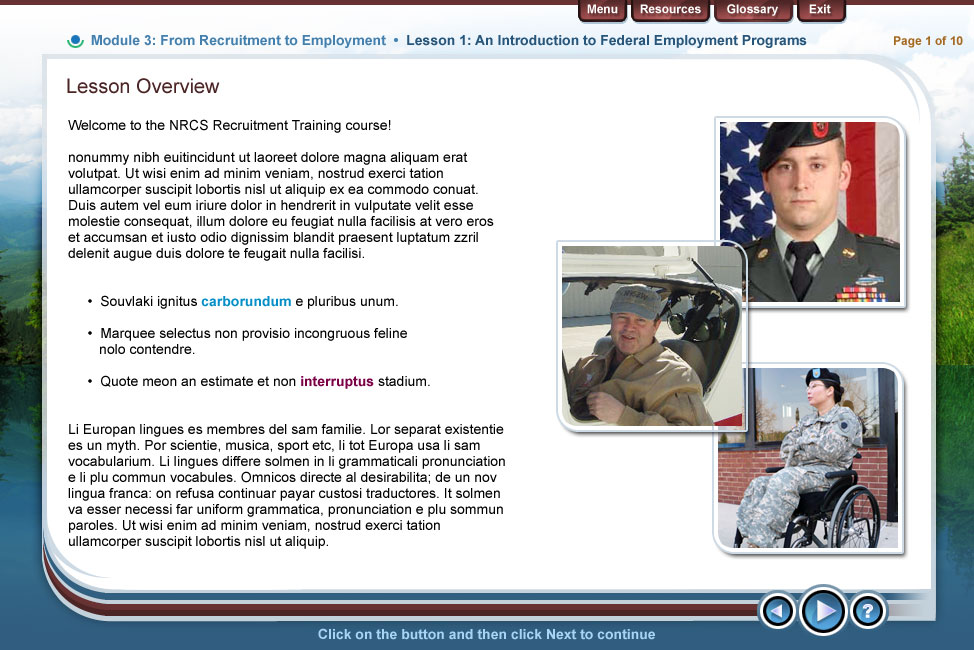 Menu Resources Glossary Exit
Module 3: From Recruitment to Employment • Lesson 1: An Introduction to Federal Employment Programs
Page 1 of 10
Lesson Overview
Welcome to the NRCS Recruitment Training course!
nonummy nibh euitincidunt ut laoreet dolore magna aliquam erat
volutpat. Ut wisi enim ad minim veniam, nostrud exerci tation
ullamcorper suscipit lobortis nisl ut aliquip ex ea commodo conuat.
Duis autem vel eum iriure dolor in hendrerit in vulputate velit esse
molestie consequat, illum dolore eu feugiat nulla facilisis at vero eros
et accumsan et iusto odio dignissim blandit praesent luptatum zzril
delenit augue duis dolore te feugait nulla facilisi.
• Souvlaki ignitus carborundum e pluribus unum.
• Marquee selectus non provisio incongruous feline
nolo contendre.
• Quote meon an estimate et non interruptus stadium.
Li Europan lingues es membres del sam familie. Lor separat existentie
es un myth. Por scientie, musica, sport etc, li tot Europa usa li sam
vocabularium. Li lingues differe solmen in li grammaticali pronunciation
e li plu commun vocabules. Omnicos directe al desirabilita; de un nov
lingua franca: on refusa continuar payar custosi traductores. It solmen
va esser necessi far uniform grammatica, pronunciation e plu sommun
paroles. Ut wisi enim ad minim veniam, nostrud exerci tation
ullamcorper suscipit lobortis nisl ut aliquip.
?
Click on the button and then click Next to continue